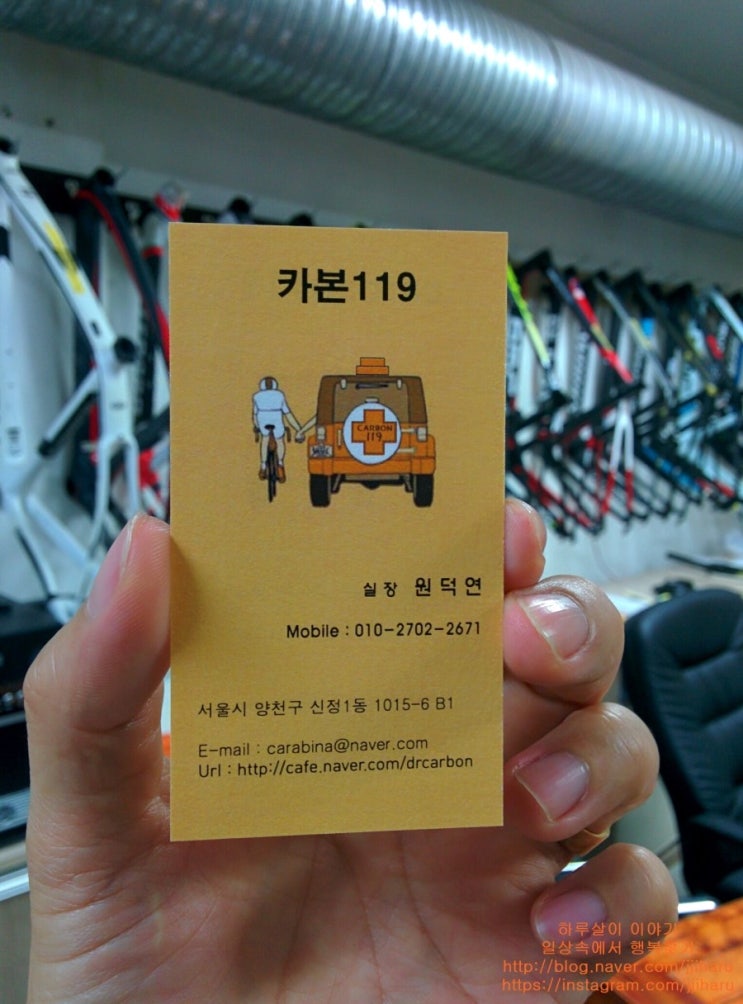 카본119
CARBON
119
실장 원덕연
Mobile : 010-2702-2671
서울시 양천구 신정1동 1015-6 B1
E-mail : carabina@naver.com
Url : http://cafe.naver.com/drcarbon
하루살이 이야기
일상속에서
http://blog.naver.com/jiharu
https://instagram.com/jiharu